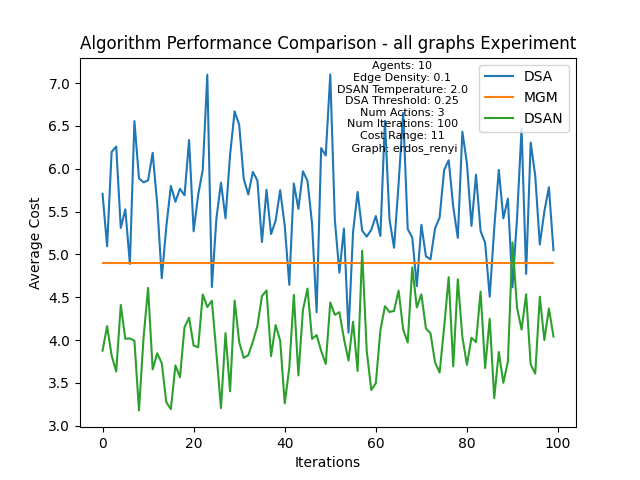 Algorithm Performance Comparison - all graphs Experiment
Agents: 10
Edge Density: 0.1
DSAN Temperature: 2.0
DSA Threshold: 0.25
Num Actions: 3
Num Iterations: 100
Cost Range: 11
Graph: erdos_renyi
DSA
MGM
DSAN
Average Cost
7.0
6.5
6.0
5.5
5.0
4.5
4.0
3.5
3.0
0 20 40 60 80 100
Iterations